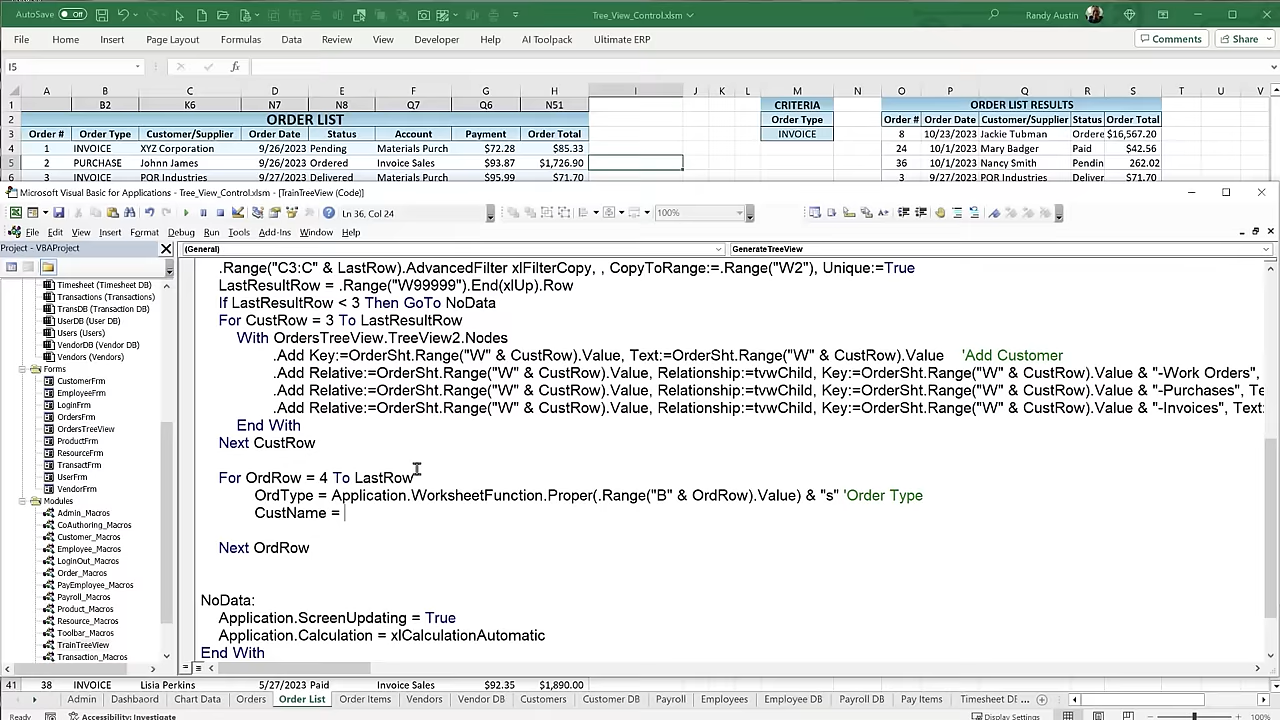 AutoSave Off Tree_View_Control.xlsm Randy Austin
File Home Insert Page Layout Formulas Data Review View Developer Help AI Toolpack Ultimate ERP Comments Share
I5 fx
A B C D E F G H I J K L M N O P Q R S T U V
1 B2 K6 N7 N8 Q7 Q6 N51 CRITERIA ORDER LIST RESULTS
2 ORDER LIST Order Type Order # Order Date Customer/Supplier Status Order Total
3 Order # Order Type Customer/Supplier Order Date Status Account Payment Order Total INVOICE 8 10/23/2023 Jackie Tubman Ordere $16,567.20
4 1 INVOICE XYZ Corporation 9/26/2023 Pending Materials Purch $72.28 $85.33 24 10/1/2023 Mary Badger Paid $42.56
5 2 PURCHASE Johnn James 9/26/2023 Ordered Invoice Sales $93.87 $1,726.90 36 10/1/2023 Nancy Smith Pendin 262.02
6 3 INVOICE PQR Industries 9/27/2023 Delivered Materials Purch $95.99 $71.70 3 9/27/2023 PQR Industries Deliver $71.70
Microsoft Visual Basic for Applications - Tree_View_Control.xlsm - [TrainTreeView (Code)]
Ln 36, Col 24 100%
File Edit View Insert Format Debug Run Tools Add-Ins Window Help
Project - VBAProject
(General) GenerateTreeView
Timesheet (Timesheet DB)
Transactions (Transactions)
TransDB (Transaction DB)
UserDB (User DB)
Users (Users)
VendorDB (Vendor DB)
Vendors (Vendors)
Forms
CustomerFrm
EmployeeFrm
LoginFrm
OrdersFrm
OrdersTreeView
ProductFrm
ResourceFrm
TransactFrm
UserFrm
VendorFrm
Modules
Admin_Macros
CoAuthoring_Macros
Customer_Macros
Employee_Macros
LoginOut_Macros
Order_Macros
PayEmployee_Macros
Payroll_Macros
Product_Macros
Resource_Macros
Toolbar_Macros
TrainTreeView
Transaction_Macros
.Range("C3:C" & LastRow).AdvancedFilter xlFilterCopy, , CopyToRange:=.Range("W2"), Unique:=True
LastResultRow = .Range("W99999").End(xlUp).Row
If LastResultRow < 3 Then GoTo NoData
For CustRow = 3 To LastResultRow
With OrdersTreeView.TreeView2.Nodes
.Add Key:=OrderSht.Range("W" & CustRow).Value, Text:=OrderSht.Range("W" & CustRow).Value 'Add Customer
.Add Relative:=OrderSht.Range("W" & CustRow).Value, Relationship:=tvwChild, Key:=OrderSht.Range("W" & CustRow).Value & "-Work Orders",
.Add Relative:=OrderSht.Range("W" & CustRow).Value, Relationship:=tvwChild, Key:=OrderSht.Range("W" & CustRow).Value & "-Purchases", Te
.Add Relative:=OrderSht.Range("W" & CustRow).Value, Relationship:=tvwChild, Key:=OrderSht.Range("W" & CustRow).Value & "-Invoices", Text:
End With
Next CustRow
For OrdRow = 4 To LastRow
OrdType = Application.WorksheetFunction.Proper(.Range("B" & OrdRow).Value) & "s" 'Order Type
CustName =
Next OrdRow
NoData:
Application.ScreenUpdating = True
Application.Calculation = xlCalculationAutomatic
End With
41 38 INVOICE Lisia Perkins 5/27/2023 Paid Invoice Sales $92.35 $1,890.00
Admin Dashbaord Chart Data Orders Order List Order Items Vendors Vendor DB Customers Customer DB Payroll Employees Employee DB Payroll DB Pay Items Timesheet DE ...
Ready Accessibility: Investigate Display Settings 100%